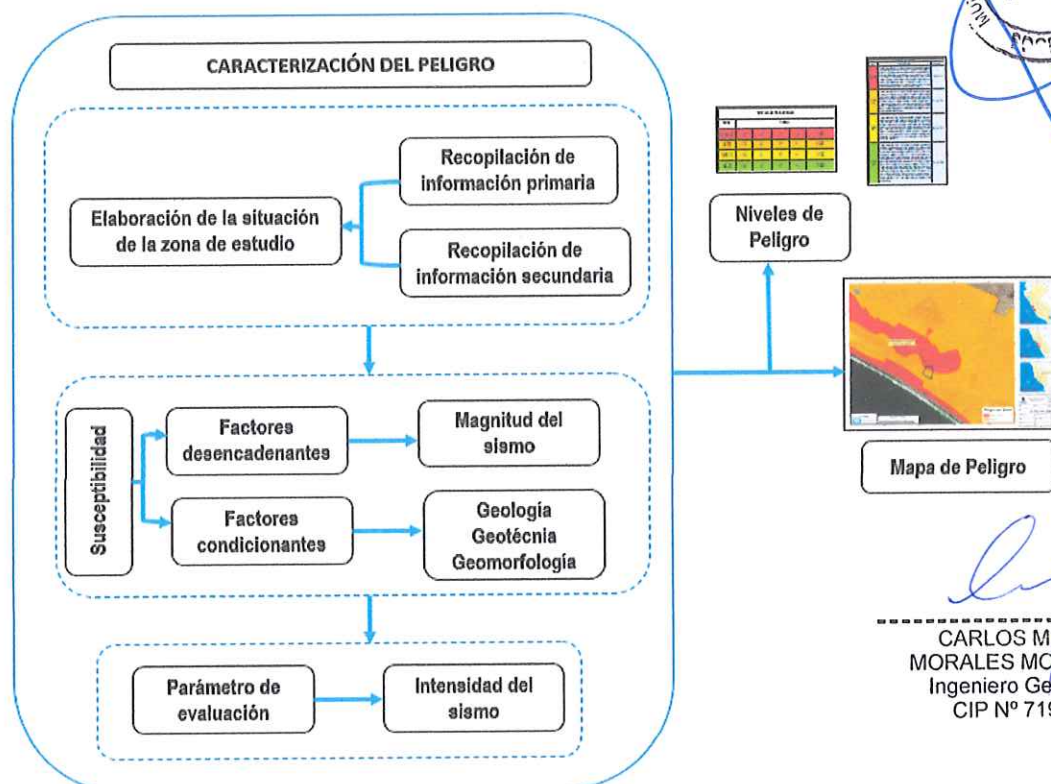 CARACTERIZACIÓN DEL PELIGRO
Elaboración de la situación
de la zona de estudio
Recopilación de
información primaria
Recopilación de
información secundaria
Susceptibilidad
Factores
desencadenantes
Magnitud del
sismo
Factores
condicionantes
Geología
Geotécnia
Geomorfología
Parámetro de
evaluación
Intensidad del
sismo
Niveles de
Peligro
Mapa de Peligro
CARLOS M
MORALES MO
Ingeniero Ge
CIP Nº 719